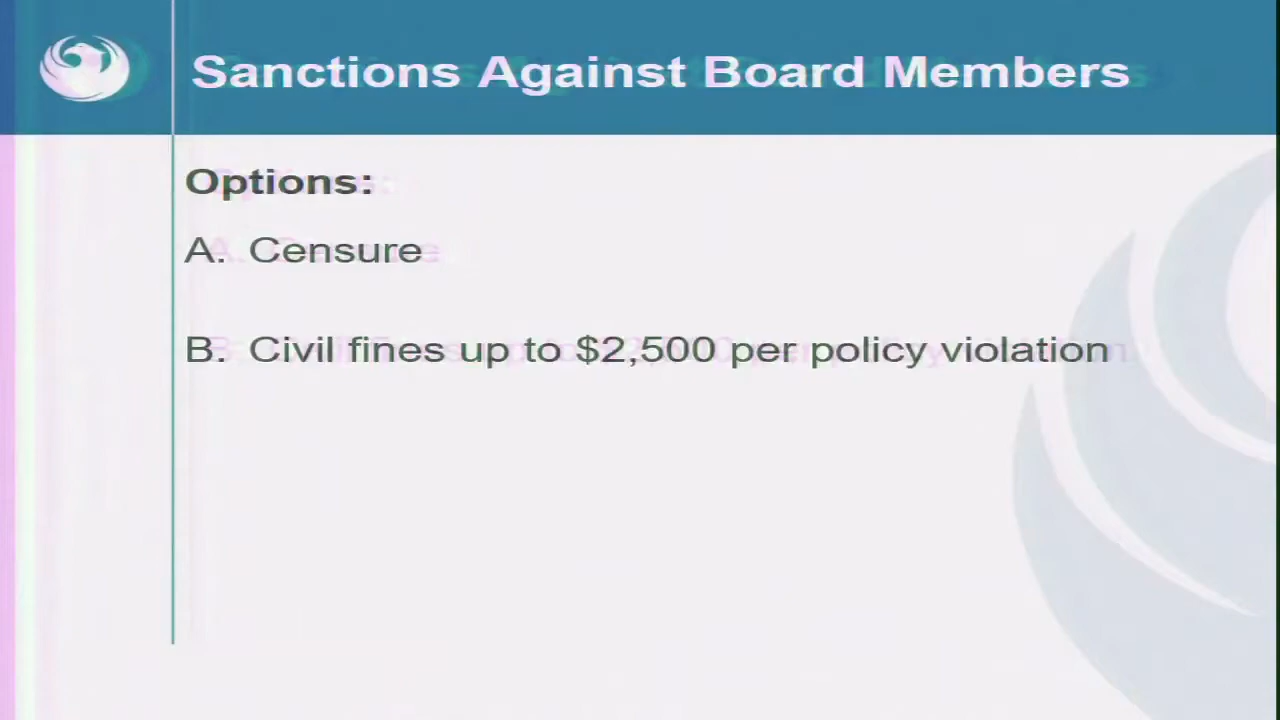 Sanctions Against Board Members
Options:
A. Censure
B. Civil fines up to $2,500 per policy violation